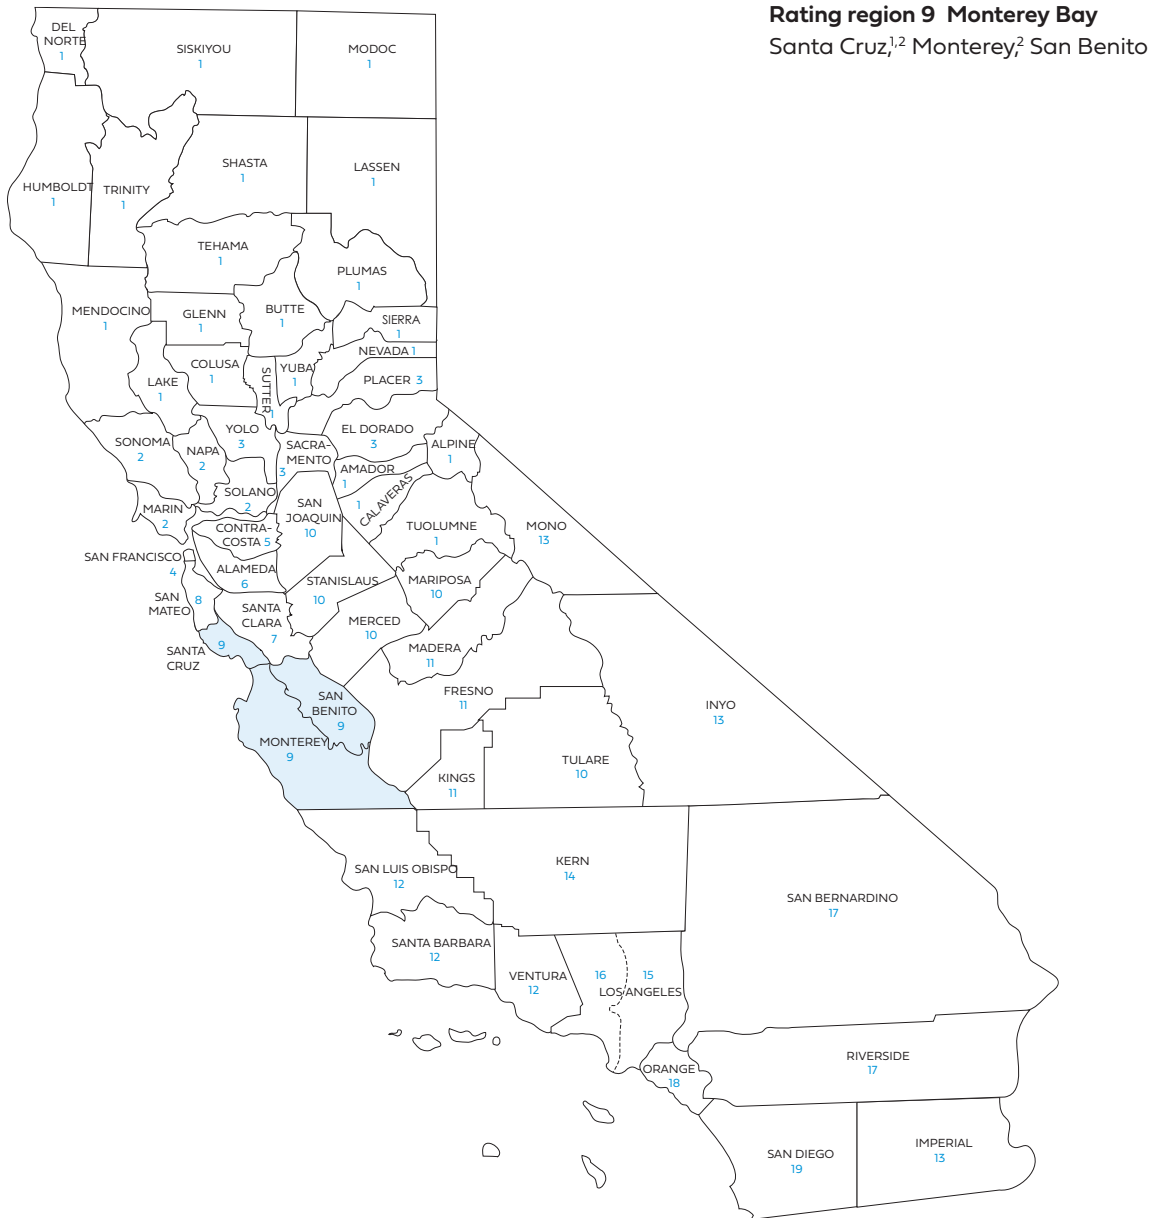 Rating region 9 Monterey Bay
Santa Cruz,1,2 Monterey,2 San Benito
DEL
NORTE
1
SISKIYOU
1
MODOC
1
HUMBOLDT
1
TRINITY
1
SHASTA
1
LASSEN
1
TEHAMA
1
PLUMAS
1
MENDOCINO
1
GLENN
1
BUTTE
1
SIERRA
1
NEVADA 1
COLUSA
1
SUTTER
1
YUBA
1
PLACER 3
LAKE
1
SONOMA
2
NAPA
2
YOLO
3
SACRA-
MENTO
3
EL DORADO
3
ALPINE
1
AMADOR
1
CALAVERAS
1
SOLANO
2
MARIN
2
SAN
JOAQUIN
10
CONTRA-
COSTA 5
TUOLUMNE
1
MONO
13
SAN FRANCISCO
4
ALAMEDA
6
STANISLAUS
10
MARIPOSA
10
SAN
MATEO
8
SANTA
CLARA
7
MERCED
10
MADERA
11
SANTA
CRUZ
9
FRESNO
11
SAN
BENITO
9
INYO
13
MONTEREY
9
KINGS
11
TULARE
10
SAN LUIS OBISPO
12
KERN
14
SAN BERNARDINO
17
SANTA BARBARA
12
VENTURA
12
16
15
LOS ANGELES
ORANGE
18
RIVERSIDE
17
SAN DIEGO
19
IMPERIAL
13